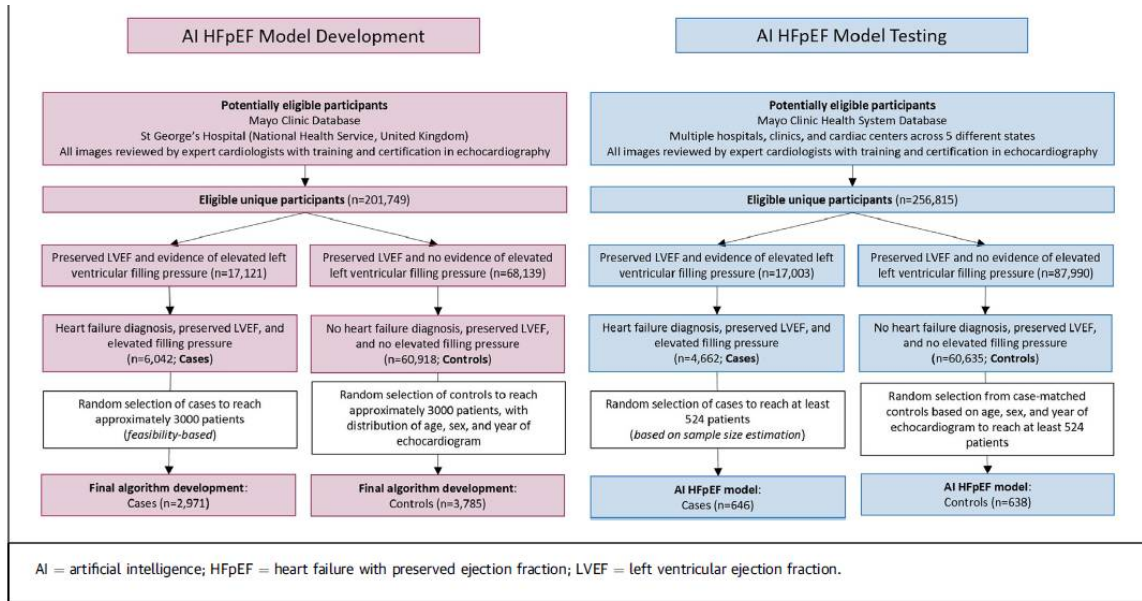 AI HFpEF Model Development
Potentially eligible participants
Mayo Clinic Database
St George's Hospital (National Health Service, United Kingdom)
All images reviewed by expert cardiologists with training and certification in echocardiography
Eligible unique participants (n=201,749)
Preserved LVEF and evidence of elevated left
ventricular filling pressure (n=17,121)
Preserved LVEF and no evidence of elevated
left ventricular filling pressure (n=68,139)
Heart failure diagnosis, preserved LVEF, and
elevated filling pressure
(n=6,042; Cases)
No heart failure diagnosis, preserved LVEF,
and no elevated filling pressure
(n=60,918; Controls)
Random selection of cases to reach
approximately 3000 patients
(feasibility-based)
Random selection of controls to reach
approximately 3000 patients, with
distribution of age, sex, and year of
echocardiogram
Final algorithm development:
Cases (n=2,971)
Final algorithm development:
Controls (n=3,785)
AI HFpEF Model Testing
Potentially eligible participants
Mayo Clinic Health System Database
Multiple hospitals, clinics, and cardiac centers across 5 different states
All images reviewed by expert cardiologists with training and certification in echocardiography
Eligible unique participants (n=256,815)
Preserved LVEF and evidence of elevated left
ventricular filling pressure (n=17,003)
Preserved LVEF and no evidence of elevated
left ventricular filling pressure (n=87,990)
Heart failure diagnosis, preserved LVEF, and
elevated filling pressure
(n=4,662; Cases)
No heart failure diagnosis, preserved LVEF,
and no elevated filling pressure
(n=60,635; Controls)
Random selection of cases to reach at least
524 patients
(based on sample size estimation)
Random selection from case-matched
controls based on age, sex, and year of
echocardiogram to reach at least 524
patients
AI HFpEF model:
Cases (n=646)
AI HFpEF model:
Controls (n=638)
AI = artificial intelligence; HFpEF = heart failure with preserved ejection fraction; LVEF = left ventricular ejection fraction.